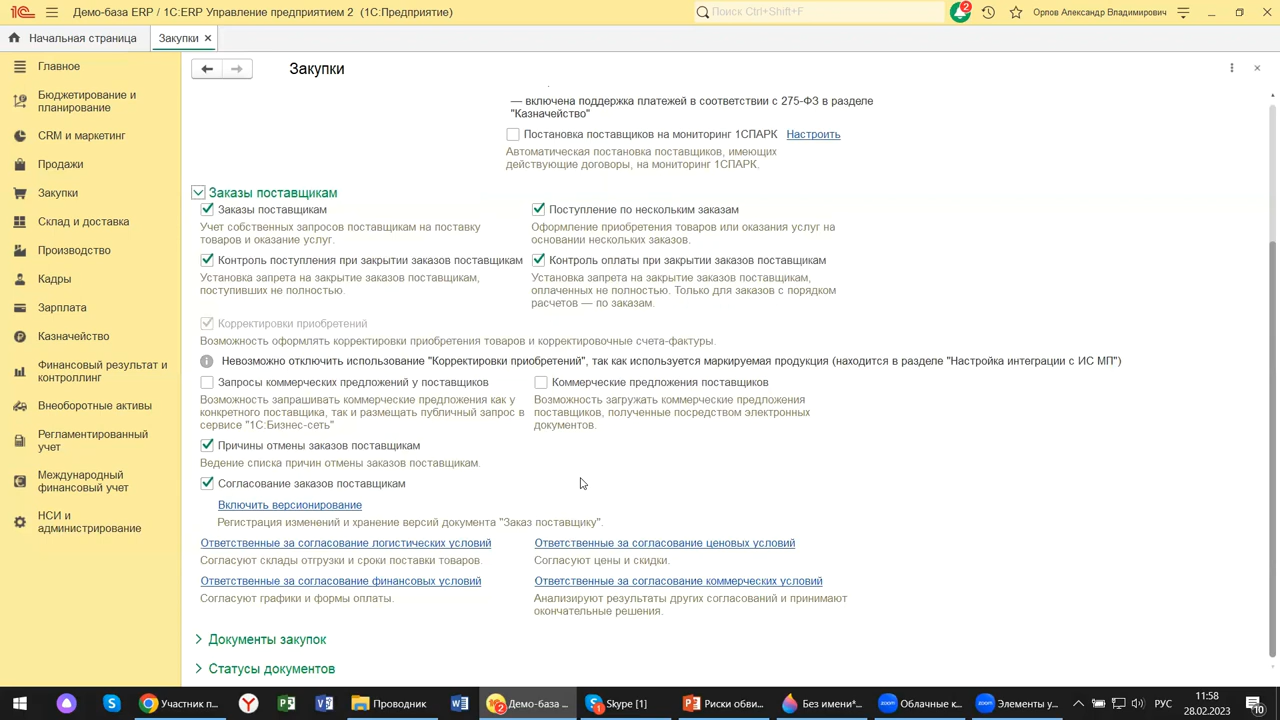 Демо-база ERP / 1С:ERP Управление предприятием 2 (1С:Предприятие)
Поиск Ctrl+Shift+F
2
Орлов Александр Владимирович
Начальная страница
Закупки
Главное
Бюджетирование и
планирование
CRM и маркетинг
Продажи
Закупки
Склад и доставка
Производство
Кадры
Зарплата
Казначейство
Финансовый результат и
контроллинг
Внеоборотные активы
Регламентированный
учет
Международный
финансовый учет
НСИ и
администрирование
Закупки
— включена поддержка платежей в соответствии с 275-ФЗ в разделе
"Казначейство"
Постановка поставщиков на мониторинг 1СПАРК Настроить
Автоматическая постановка поставщиков, имеющих
действующие договоры, на мониторинг 1СПАРК.
Заказы поставщикам
Заказы поставщикам
Учет собственных запросов поставщикам на поставку
товаров и оказание услуг.
Поступление по нескольким заказам
Оформление приобретения товаров или оказания услуг на
основании нескольких заказов.
Контроль поступления при закрытии заказов поставщикам
Установка запрета на закрытие заказов поставщикам,
поступивших не полностью.
Контроль оплаты при закрытии заказов поставщикам
Установка запрета на закрытие заказов поставщикам,
оплаченных не полностью. Только для заказов с порядком
расчетов — по заказам.
Корректировки приобретений
Возможность оформлять корректировки приобретения товаров и корректировочные счета-фактуры.
Невозможно отключить использование "Корректировки приобретений", так как используется маркируемая продукция (находится в разделе "Настройка интеграции с ИС МП")
Запросы коммерческих предложений у поставщиков
Возможность запрашивать коммерческие предложения как у
конкретного поставщика, так и размещать публичный запрос в
сервисе "1С:Бизнес-сеть"
Коммерческие предложения поставщиков
Возможность загружать коммерческие предложения
поставщиков, полученные посредством электронных
документов.
Причины отмены заказов поставщикам
Ведение списка причин отмены заказов поставщикам.
Согласование заказов поставщикам
Включить версионирование
Регистрация изменений и хранение версий документа "Заказ поставщику".
Ответственные за согласование логистических условий
Согласуют склады отгрузки и сроки поставки товаров.
Ответственные за согласование ценовых условий
Согласуют цены и скидки.
Ответственные за согласование финансовых условий
Согласуют графики и формы оплаты.
Ответственные за согласование коммерческих условий
Анализируют результаты других согласований и принимают
окончательные решения.
Документы закупок
Статусы документов
Участник п...
Проводник
2
Демо-база ...
1
Skype [1]
Риски обви...
Без имени*...
zoom
Облачные к...
zoom
Элементы у...
РУС
11:58
28.02.2023
10